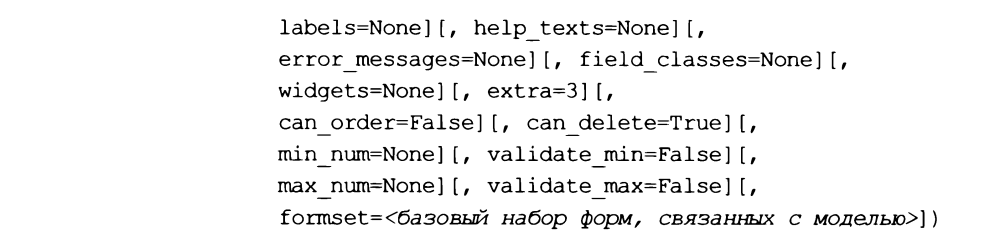 labels=None][, help_texts=None][,
error_messages=None][, field_classes=None][,
widgets=None][, extra=3][,
can_order=False][, can_delete=True][,
min_num=None][, validate_min=False][,
max_num=None][, validate_max=False][,
formset=<базовый набор форм, связанных с моделью>])